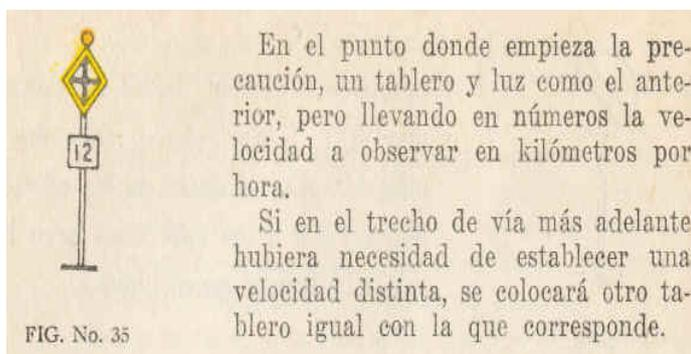 En el punto donde empieza la pre-
caución, un tablero y luz como el ante-
rior, pero llevando en números la ve-
locidad a observar en kilómetros por
hora.
Si en el trecho de vía más adelante
hubiera necesidad de establecer una
velocidad distinta, se colocará otro ta-
blero igual con la que corresponde.
12
FIG. No. 35